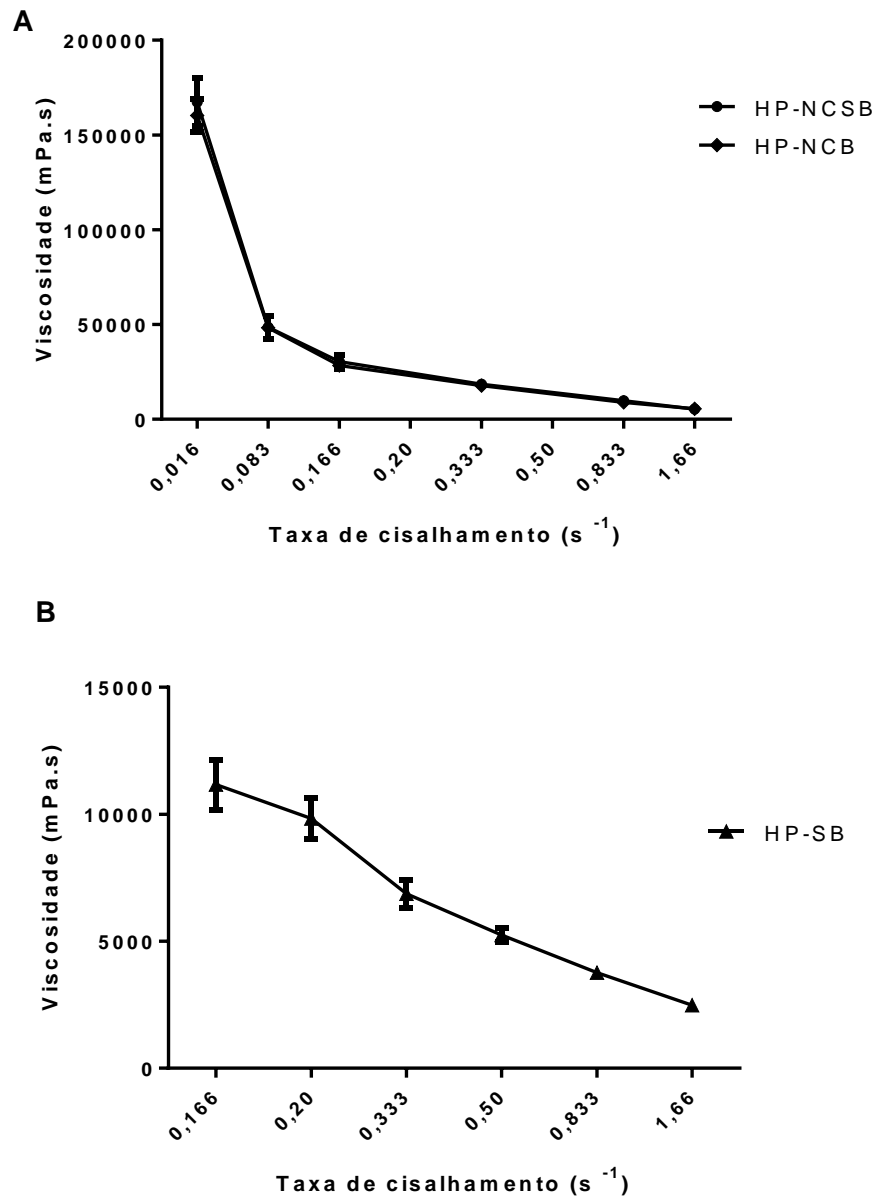 A
200000
150000
100000
50000
0
Viscosidade (mPa.s)
0,016
0,083
0,166
0,20
0,333
0,50
0,833
1,66
Taxa de cisalhamento (s -1)
HP-NCSB
HP-NCB
B
15000
10000
5000
0
Viscosidade (mPa.s)
0,166
0,20
0,333
0,50
0,833
1,66
Taxa de cisalhamento (s -1)
HP-SB